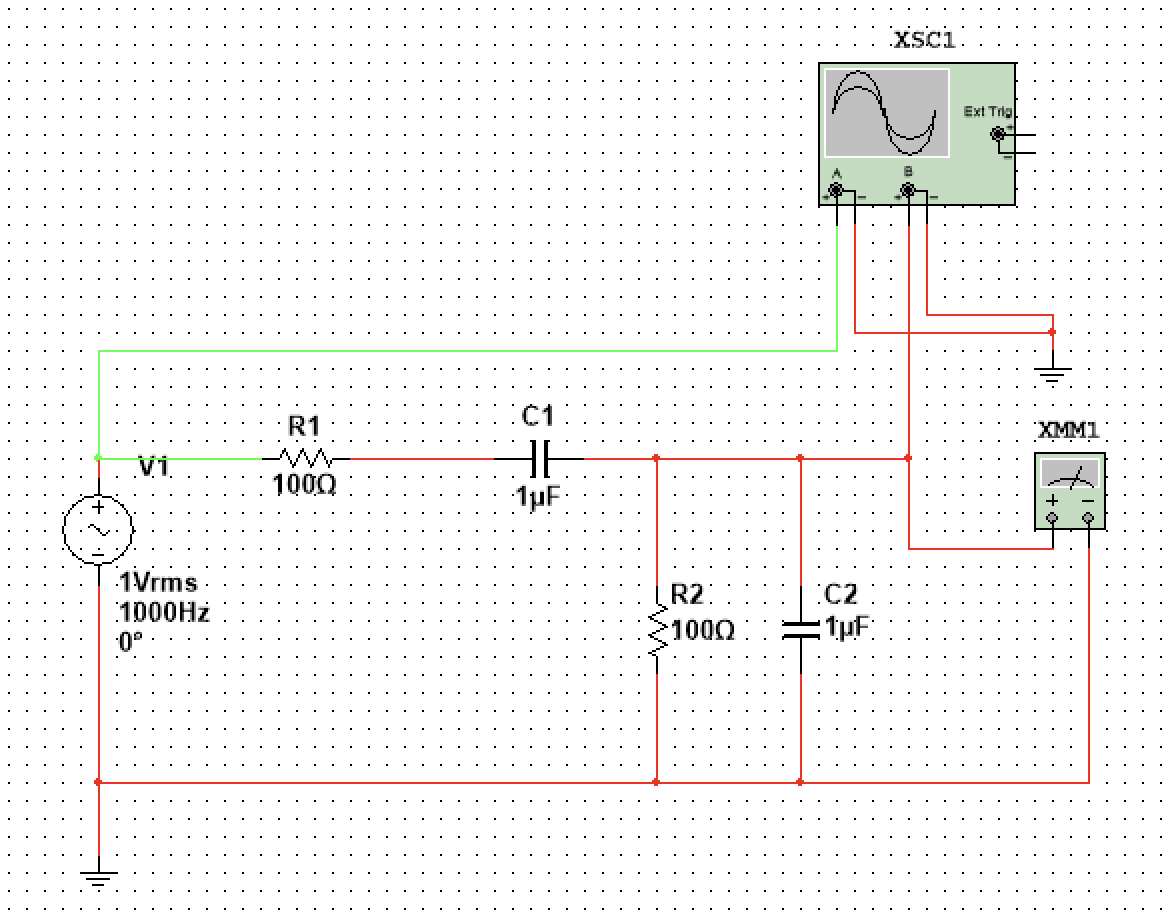 XSC1
Ext Trig
+
−
A
B
+ −
+ −
R1
100Ω
C1
1µF
V1
+
−
1Vrms
1000Hz
0°
XMM1
+ −
R2
100Ω
C2
1µF